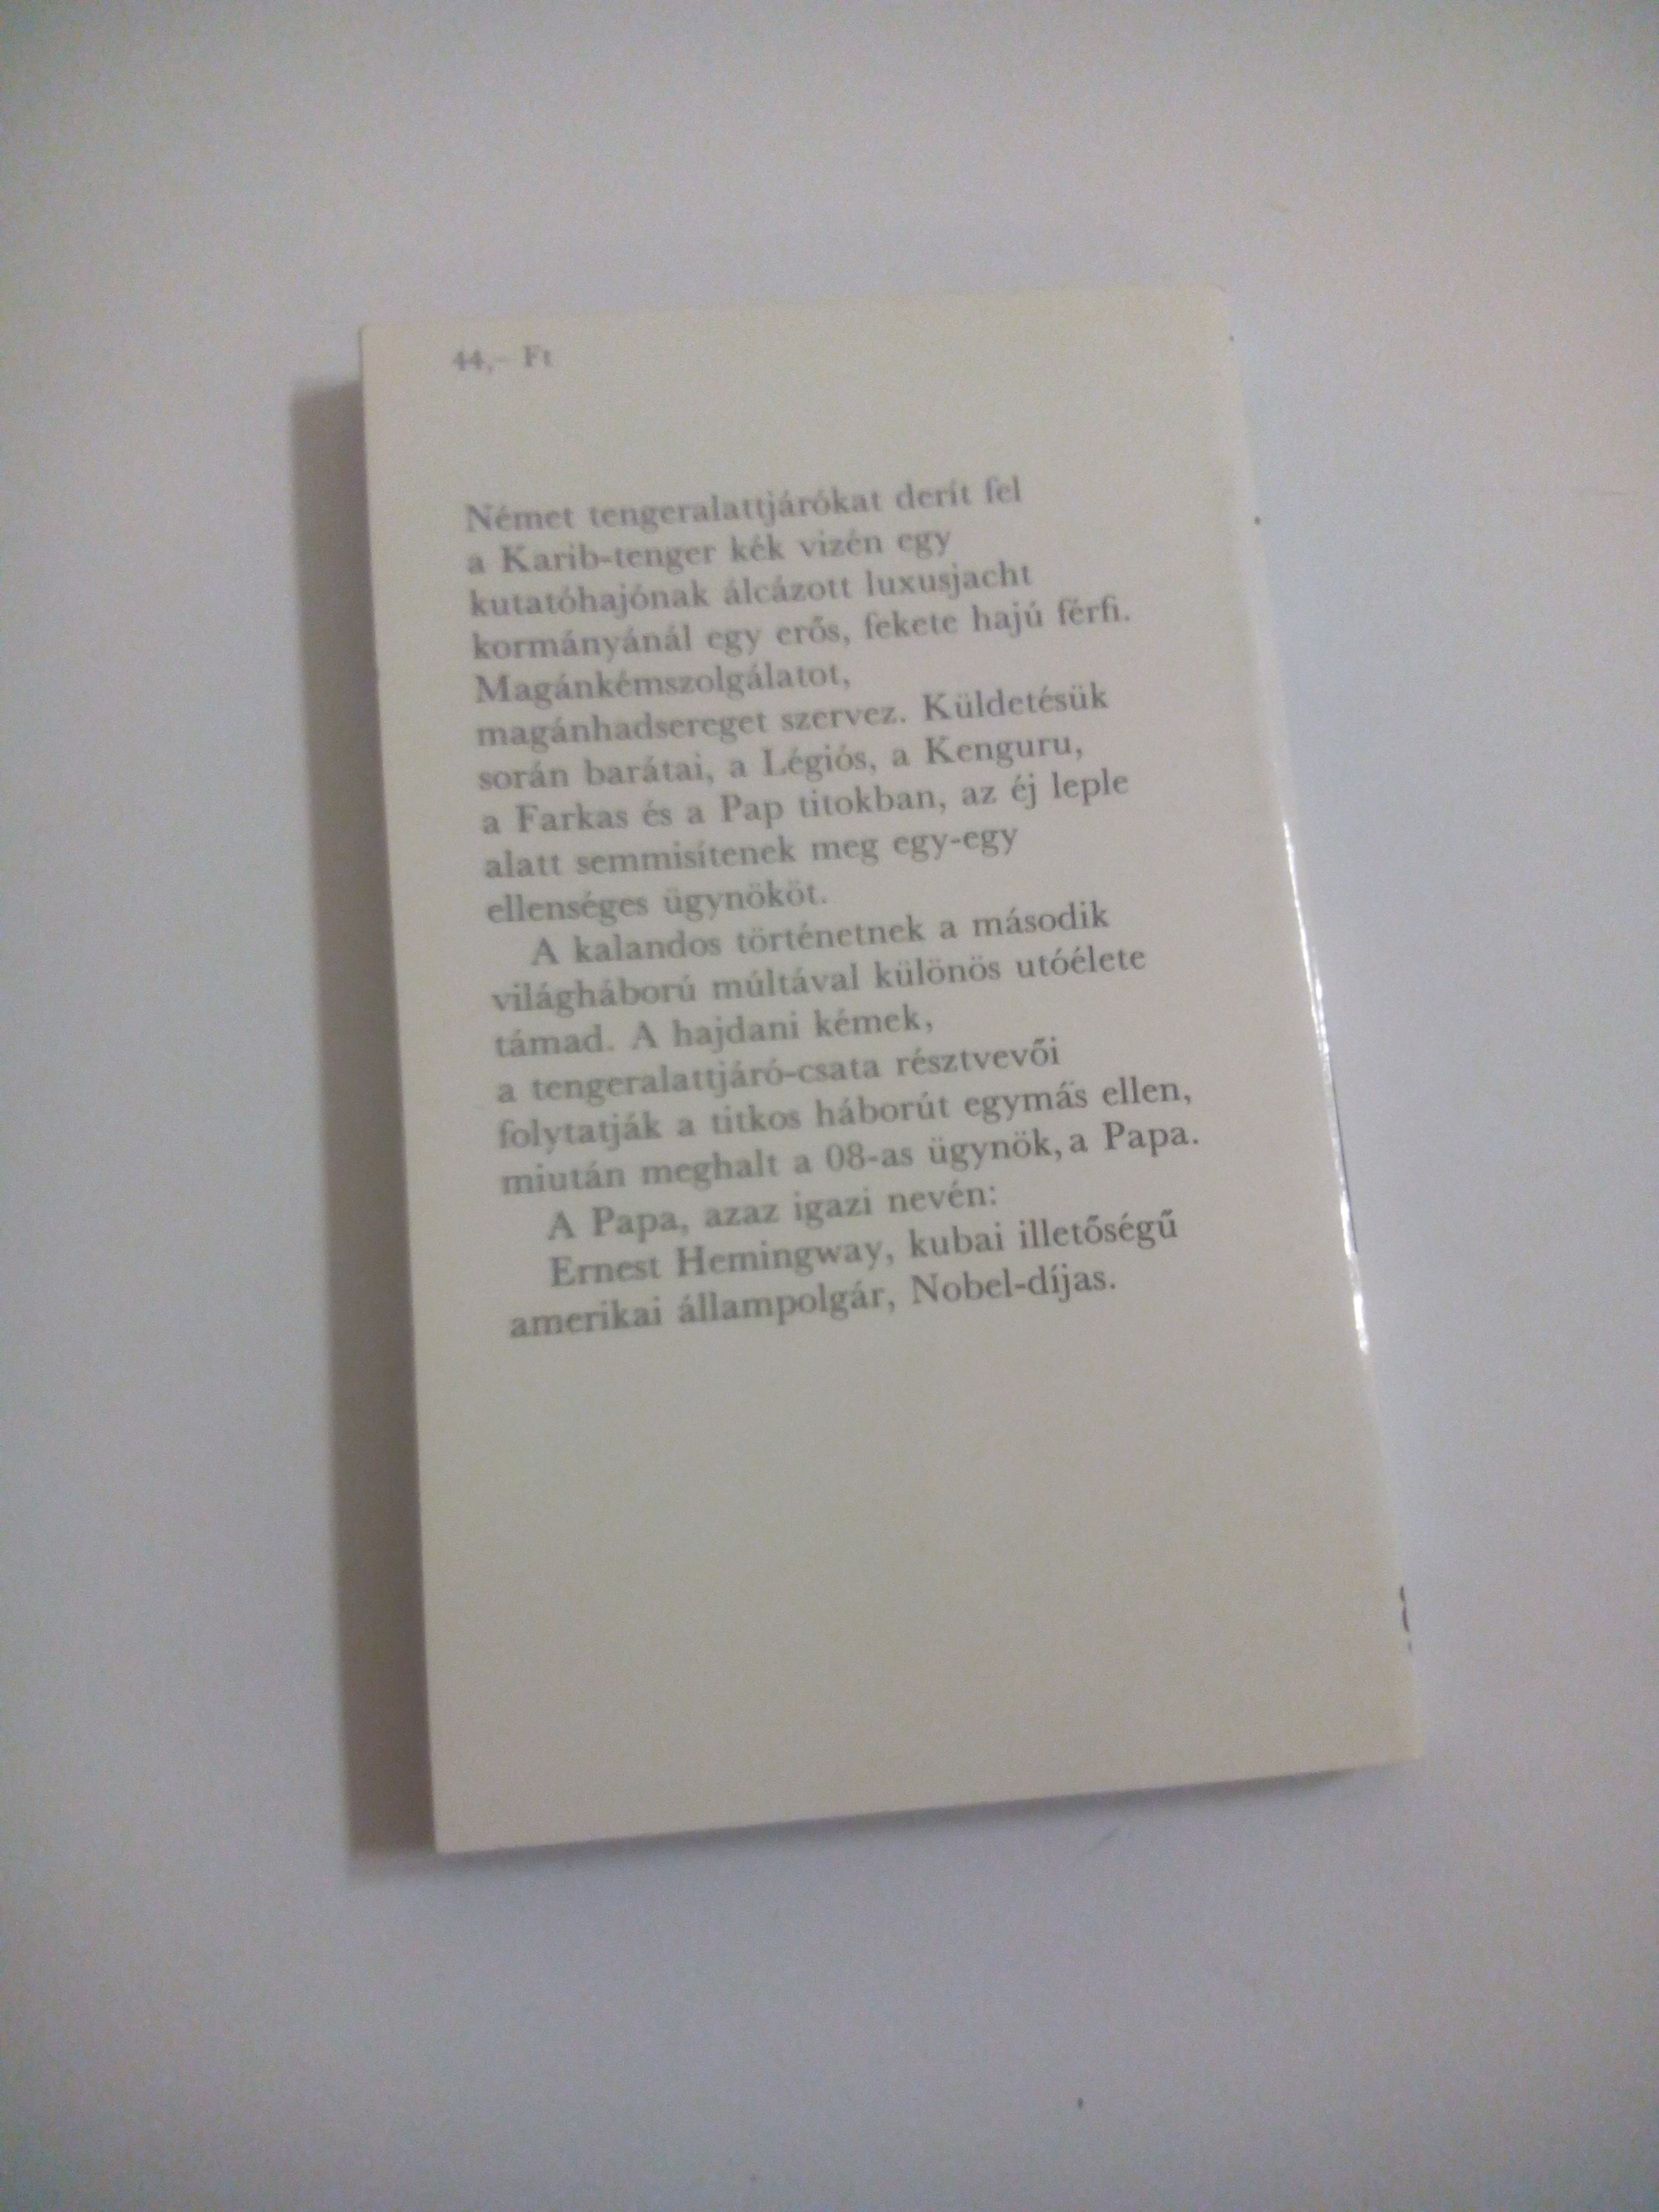 44,– Ft
Német tengeralattjárókat derít fel
a Karib-tenger kék vizén egy
kutatóhajónak álcázott luxusjacht
kormányánál egy erős, fekete hajú férfi.
Magánkémszolgálatot,
magánhadsereget szervez. Küldetésük
során barátai, a Légiós, a Kenguru,
a Farkas és a Pap titokban, az éj leple
alatt semmisítenek meg egy-egy
ellenséges ügynököt.
A kalandos történetnek a második
világháború múltával különös utóélete
támad. A hajdani kémek,
a tengeralattjáró-csata résztvevői
folytatják a titkos háborút egymás ellen,
miután meghalt a 08-as ügynök, a Papa.
A Papa, azaz igazi nevén:
Ernest Hemingway, kubai illetőségű
amerikai állampolgár, Nobel-díjas.